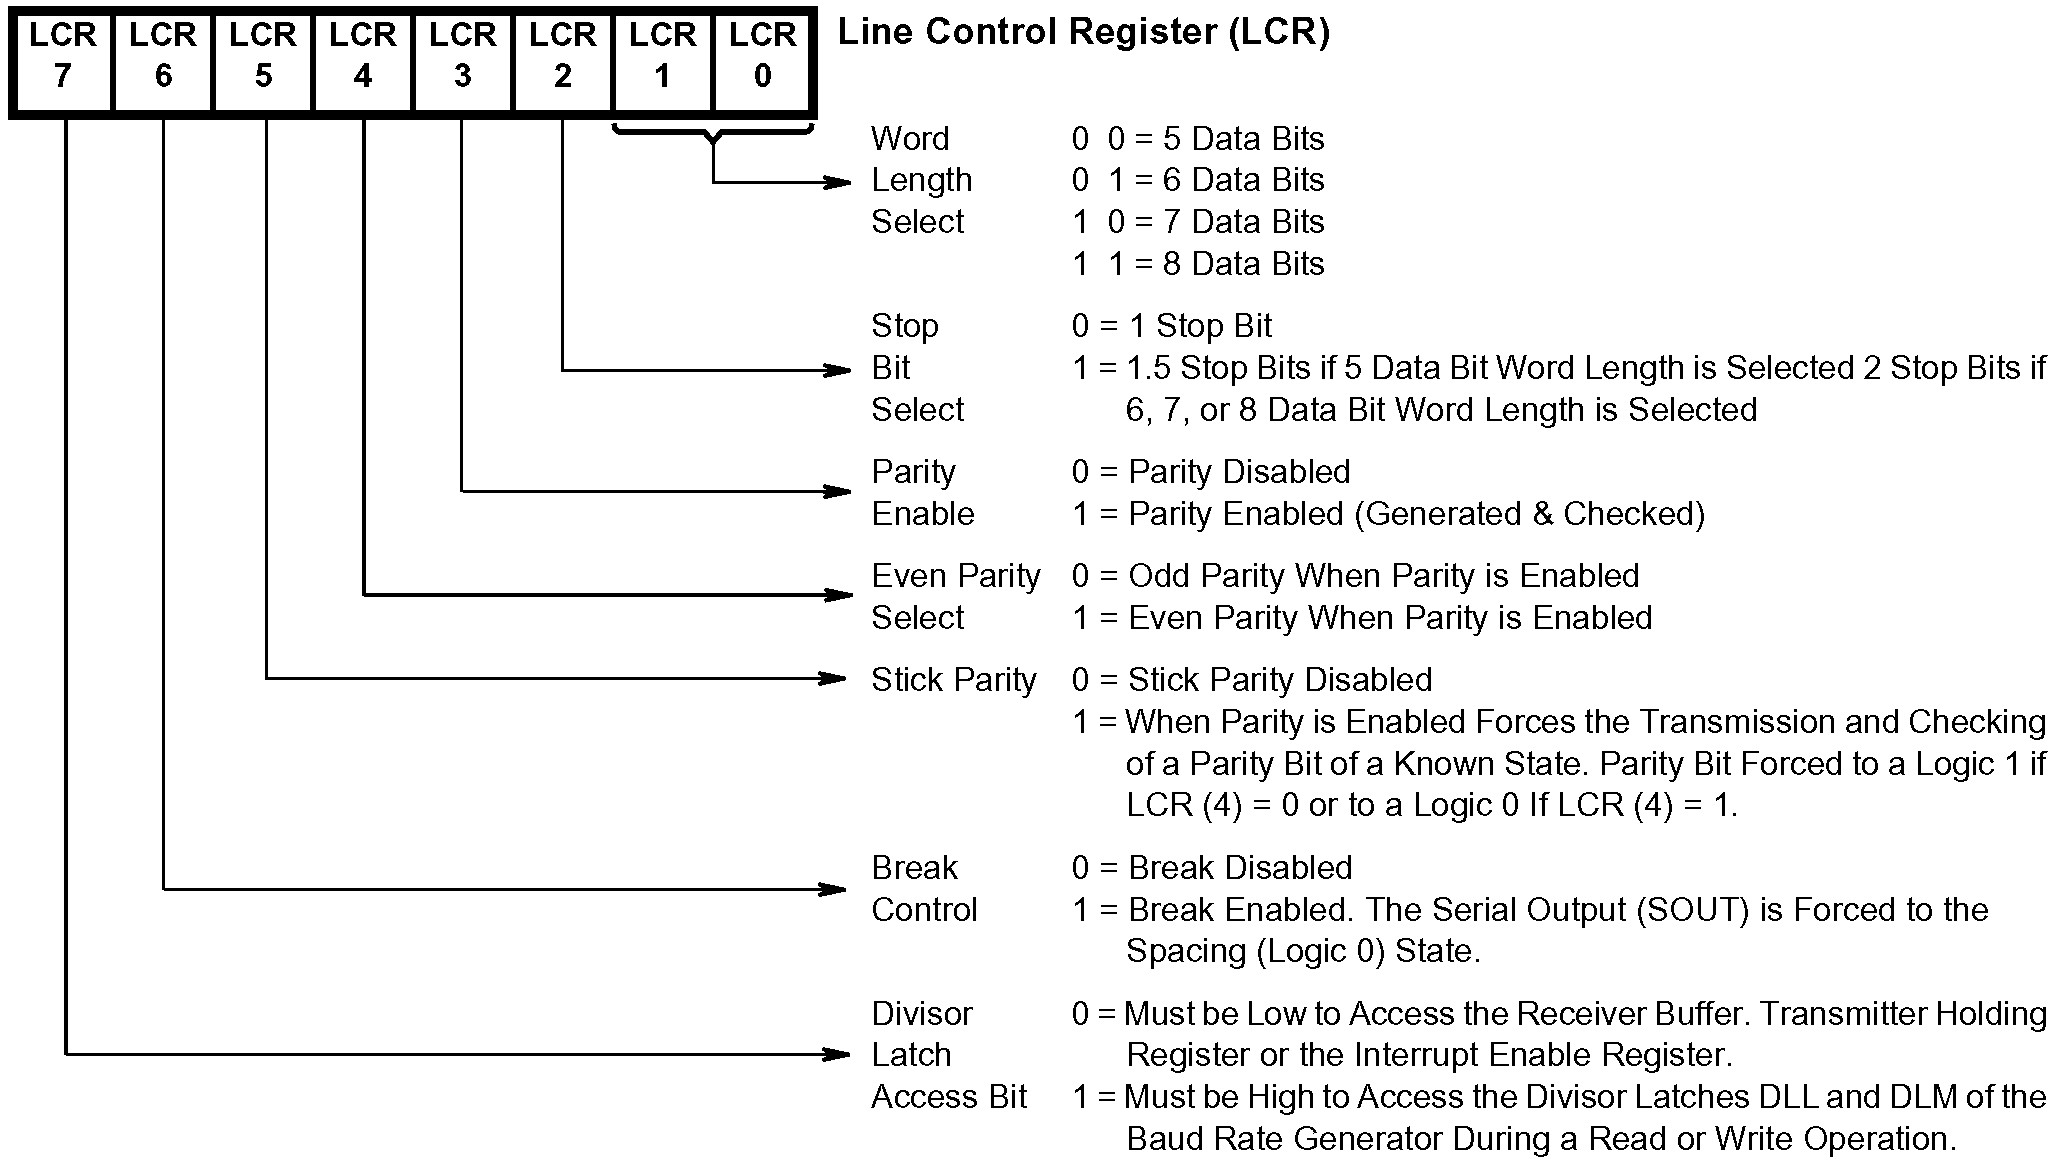 LCR LCR LCR LCR LCR LCR LCR LCR
7 6 5 4 3 2 1 0
Line Control Register (LCR)
Word 0 0 = 5 Data Bits
Length 0 1 = 6 Data Bits
Select 1 0 = 7 Data Bits
1 1 = 8 Data Bits
Stop 0 = 1 Stop Bit
Bit 1 = 1.5 Stop Bits if 5 Data Bit Word Length is Selected 2 Stop Bits if
Select 6, 7, or 8 Data Bit Word Length is Selected
Parity 0 = Parity Disabled
Enable 1 = Parity Enabled (Generated & Checked)
Even Parity 0 = Odd Parity When Parity is Enabled
Select 1 = Even Parity When Parity is Enabled
Stick Parity 0 = Stick Parity Disabled
1 = When Parity is Enabled Forces the Transmission and Checking
of a Parity Bit of a Known State. Parity Bit Forced to a Logic 1 if
LCR (4) = 0 or to a Logic 0 If LCR (4) = 1.
Break 0 = Break Disabled
Control 1 = Break Enabled. The Serial Output (SOUT) is Forced to the
Spacing (Logic 0) State.
Divisor 0 = Must be Low to Access the Receiver Buffer. Transmitter Holding
Latch Register or the Interrupt Enable Register.
Access Bit 1 = Must be High to Access the Divisor Latches DLL and DLM of the
Baud Rate Generator During a Read or Write Operation.